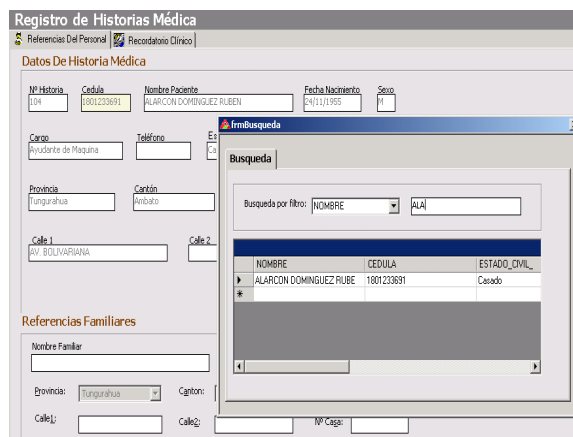 Registro de Historias Médica
Referencias Del Personal Recordatorio Clínico
Datos De Historia Médica
Nº Historia Cedula Nombre Paciente Fecha Nacimiento Sexo
104 1801233691 ALARCON DOMINGUEZ RUBEN 24/11/1955 M
Cargo Teléfono Es
Ayudante de Maquina Ca
Provincia Cantón
Tungurahua Ambato
Calle 1 Calle 2
AV. BOLIVARIANA
Referencias Familiares
Nombre Familiar
Provincia: Tungurahua Canton:
Calle1: Calle2: Nº Casa:
frmBusqueda
Busqueda
Busqueda por filtro: NOMBRE ALA
NOMBRE CEDULA ESTADO_CIVIL_
ALARCON DOMINGUEZ RUBE 1801233691 Casado